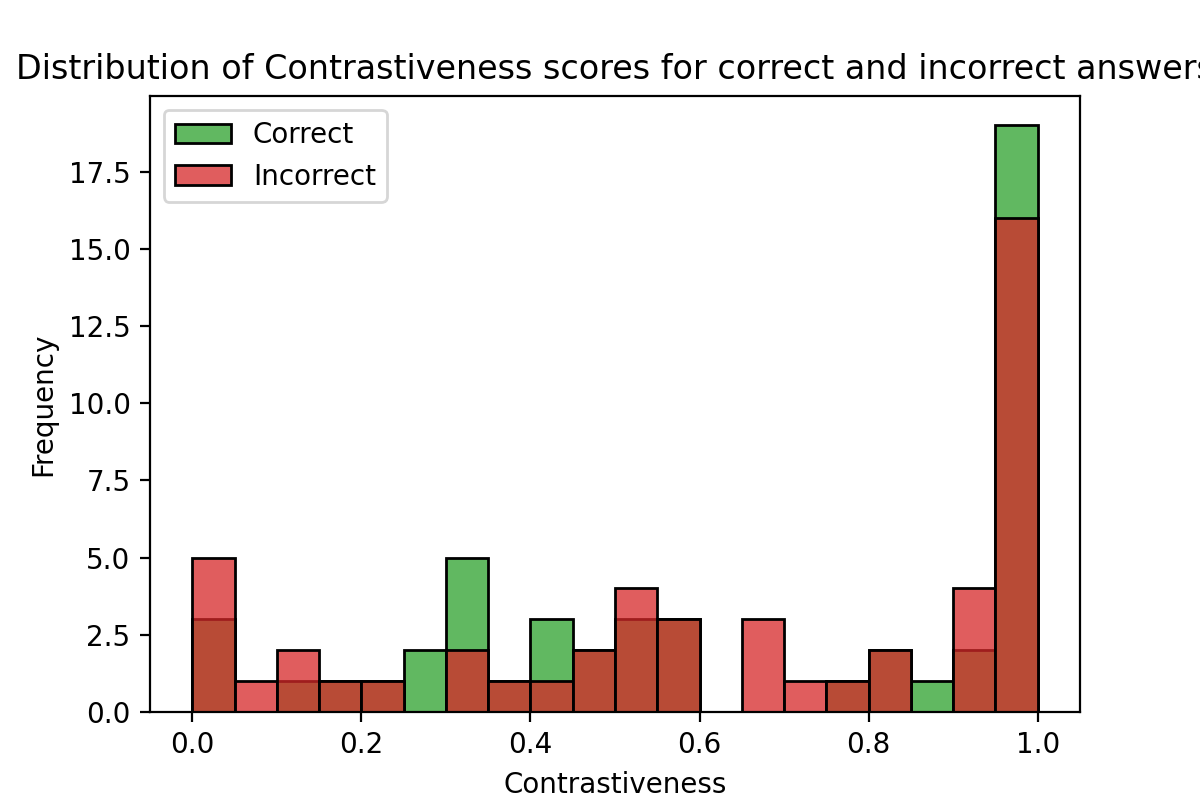 Distribution of Contrastiveness scores for correct and incorrect answers
Correct
Incorrect
17.5
15.0
12.5
10.0
7.5
5.0
2.5
0.0
Frequency
0.0 0.2 0.4 0.6 0.8 1.0
Contrastiveness